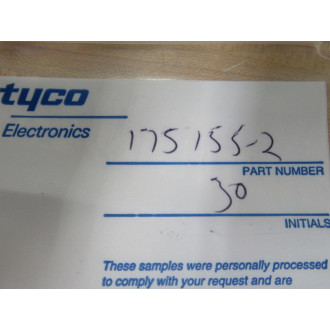 tyco
Electronics
175155-2
PART NUMBER
30
INITIALS
These samples were personally processed
to comply with your request and are